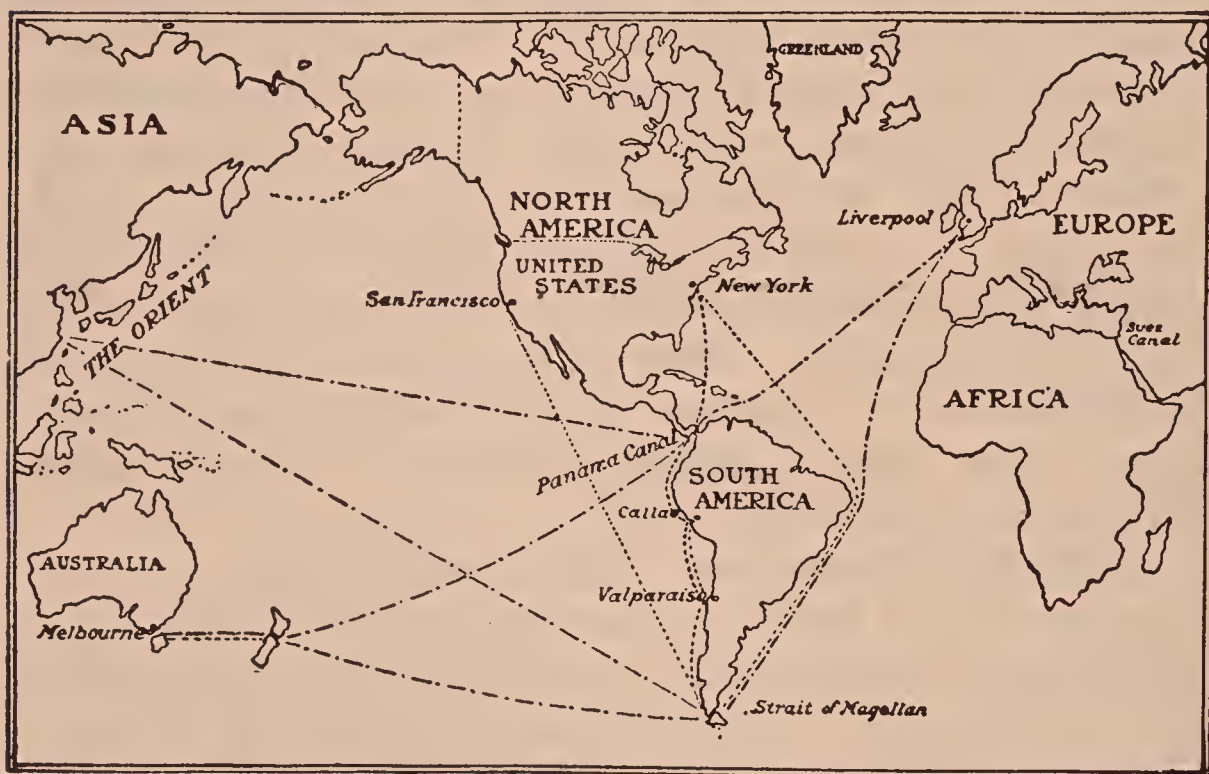 GREENLAND
ASIA
NORTH
AMERICA
Liverpool
EUROPE
UNITED
STATES
San Francisco
New York
THE ORIENT
Suez
Canal
AFRICA
Panama Canal
SOUTH
AMERICA
Calla
AUSTRALIA
Valparaiso
Melbourne
Strait of Magellan